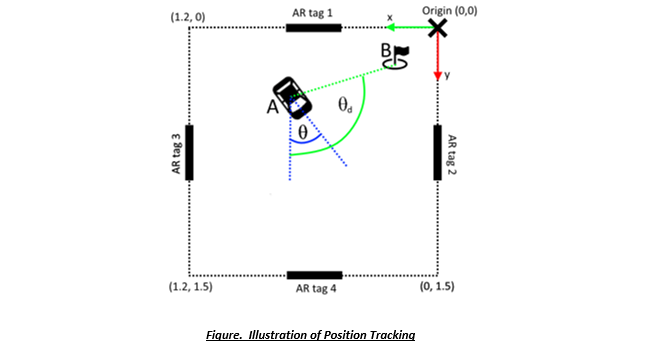 (1.2, 0)
AR tag 1
x
Origin (0,0)
B
y
A
θd
θ
AR tag 3
AR tag 2
(1.2, 1.5)
AR tag 4
(0, 1.5)
Figure. Illustration of Position Tracking